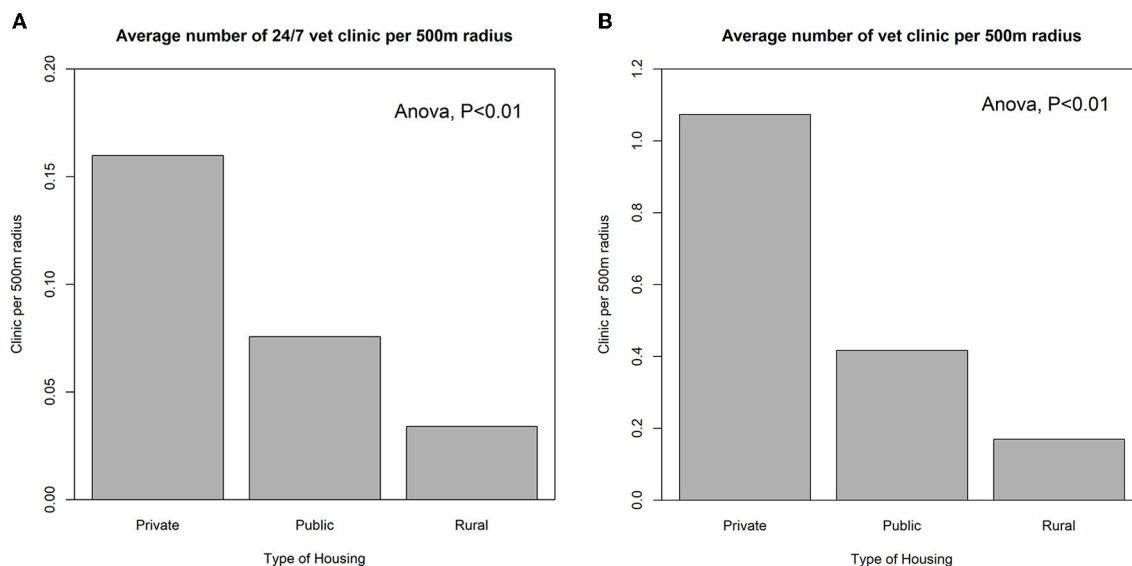 A
Average number of 24/7 vet clinic per 500m radius
Anova, P<0.01
Clinic per 500m radius
0.20
0.15
0.10
0.05
0.00
Private Public Rural
Type of Housing
B
Average number of vet clinic per 500m radius
Anova, P<0.01
Clinic per 500m radius
1.2
1.0
0.8
0.6
0.4
0.2
0.0
Private Public Rural
Type of Housing